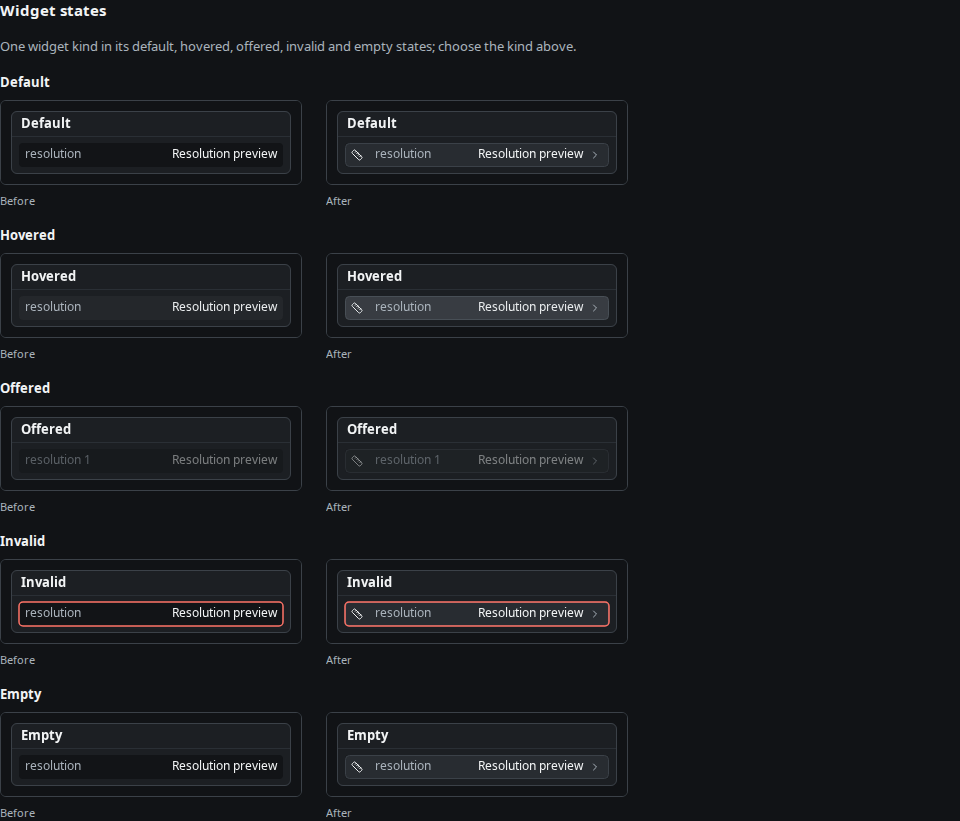 Widget states
One widget kind in its default, hovered, offered, invalid and empty states; choose the kind above.
Default
Default
Default
resolution Resolution preview
resolution Resolution preview
Before
After
Hovered
Hovered
Hovered
resolution Resolution preview
resolution Resolution preview
Before
After
Offered
Offered
Offered
resolution 1 Resolution preview
resolution 1 Resolution preview
Before
After
Invalid
Invalid
Invalid
resolution Resolution preview
resolution Resolution preview
Before
After
Empty
Empty
Empty
resolution Resolution preview
resolution Resolution preview
Before
After